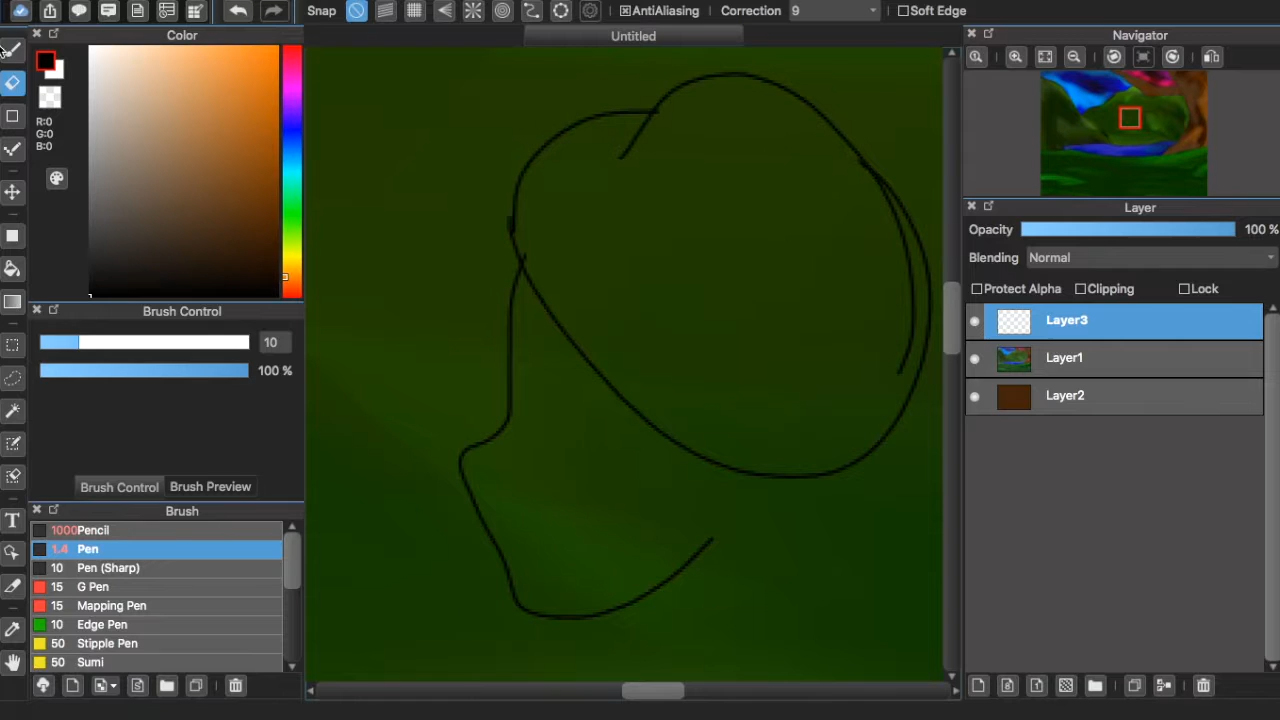 Snap
AntiAliasing
Correction 9
Soft Edge
Color
Untitled
Navigator
R:0
G:0
B:0
Layer
Opacity 100 %
Blending Normal
Protect Alpha Clipping Lock
Layer3
Layer1
Layer2
Brush Control
10
100 %
Brush Control Brush Preview
Brush
1000 Pencil
1.4 Pen
10 Pen (Sharp)
15 G Pen
15 Mapping Pen
10 Edge Pen
50 Stipple Pen
50 Sumi
T